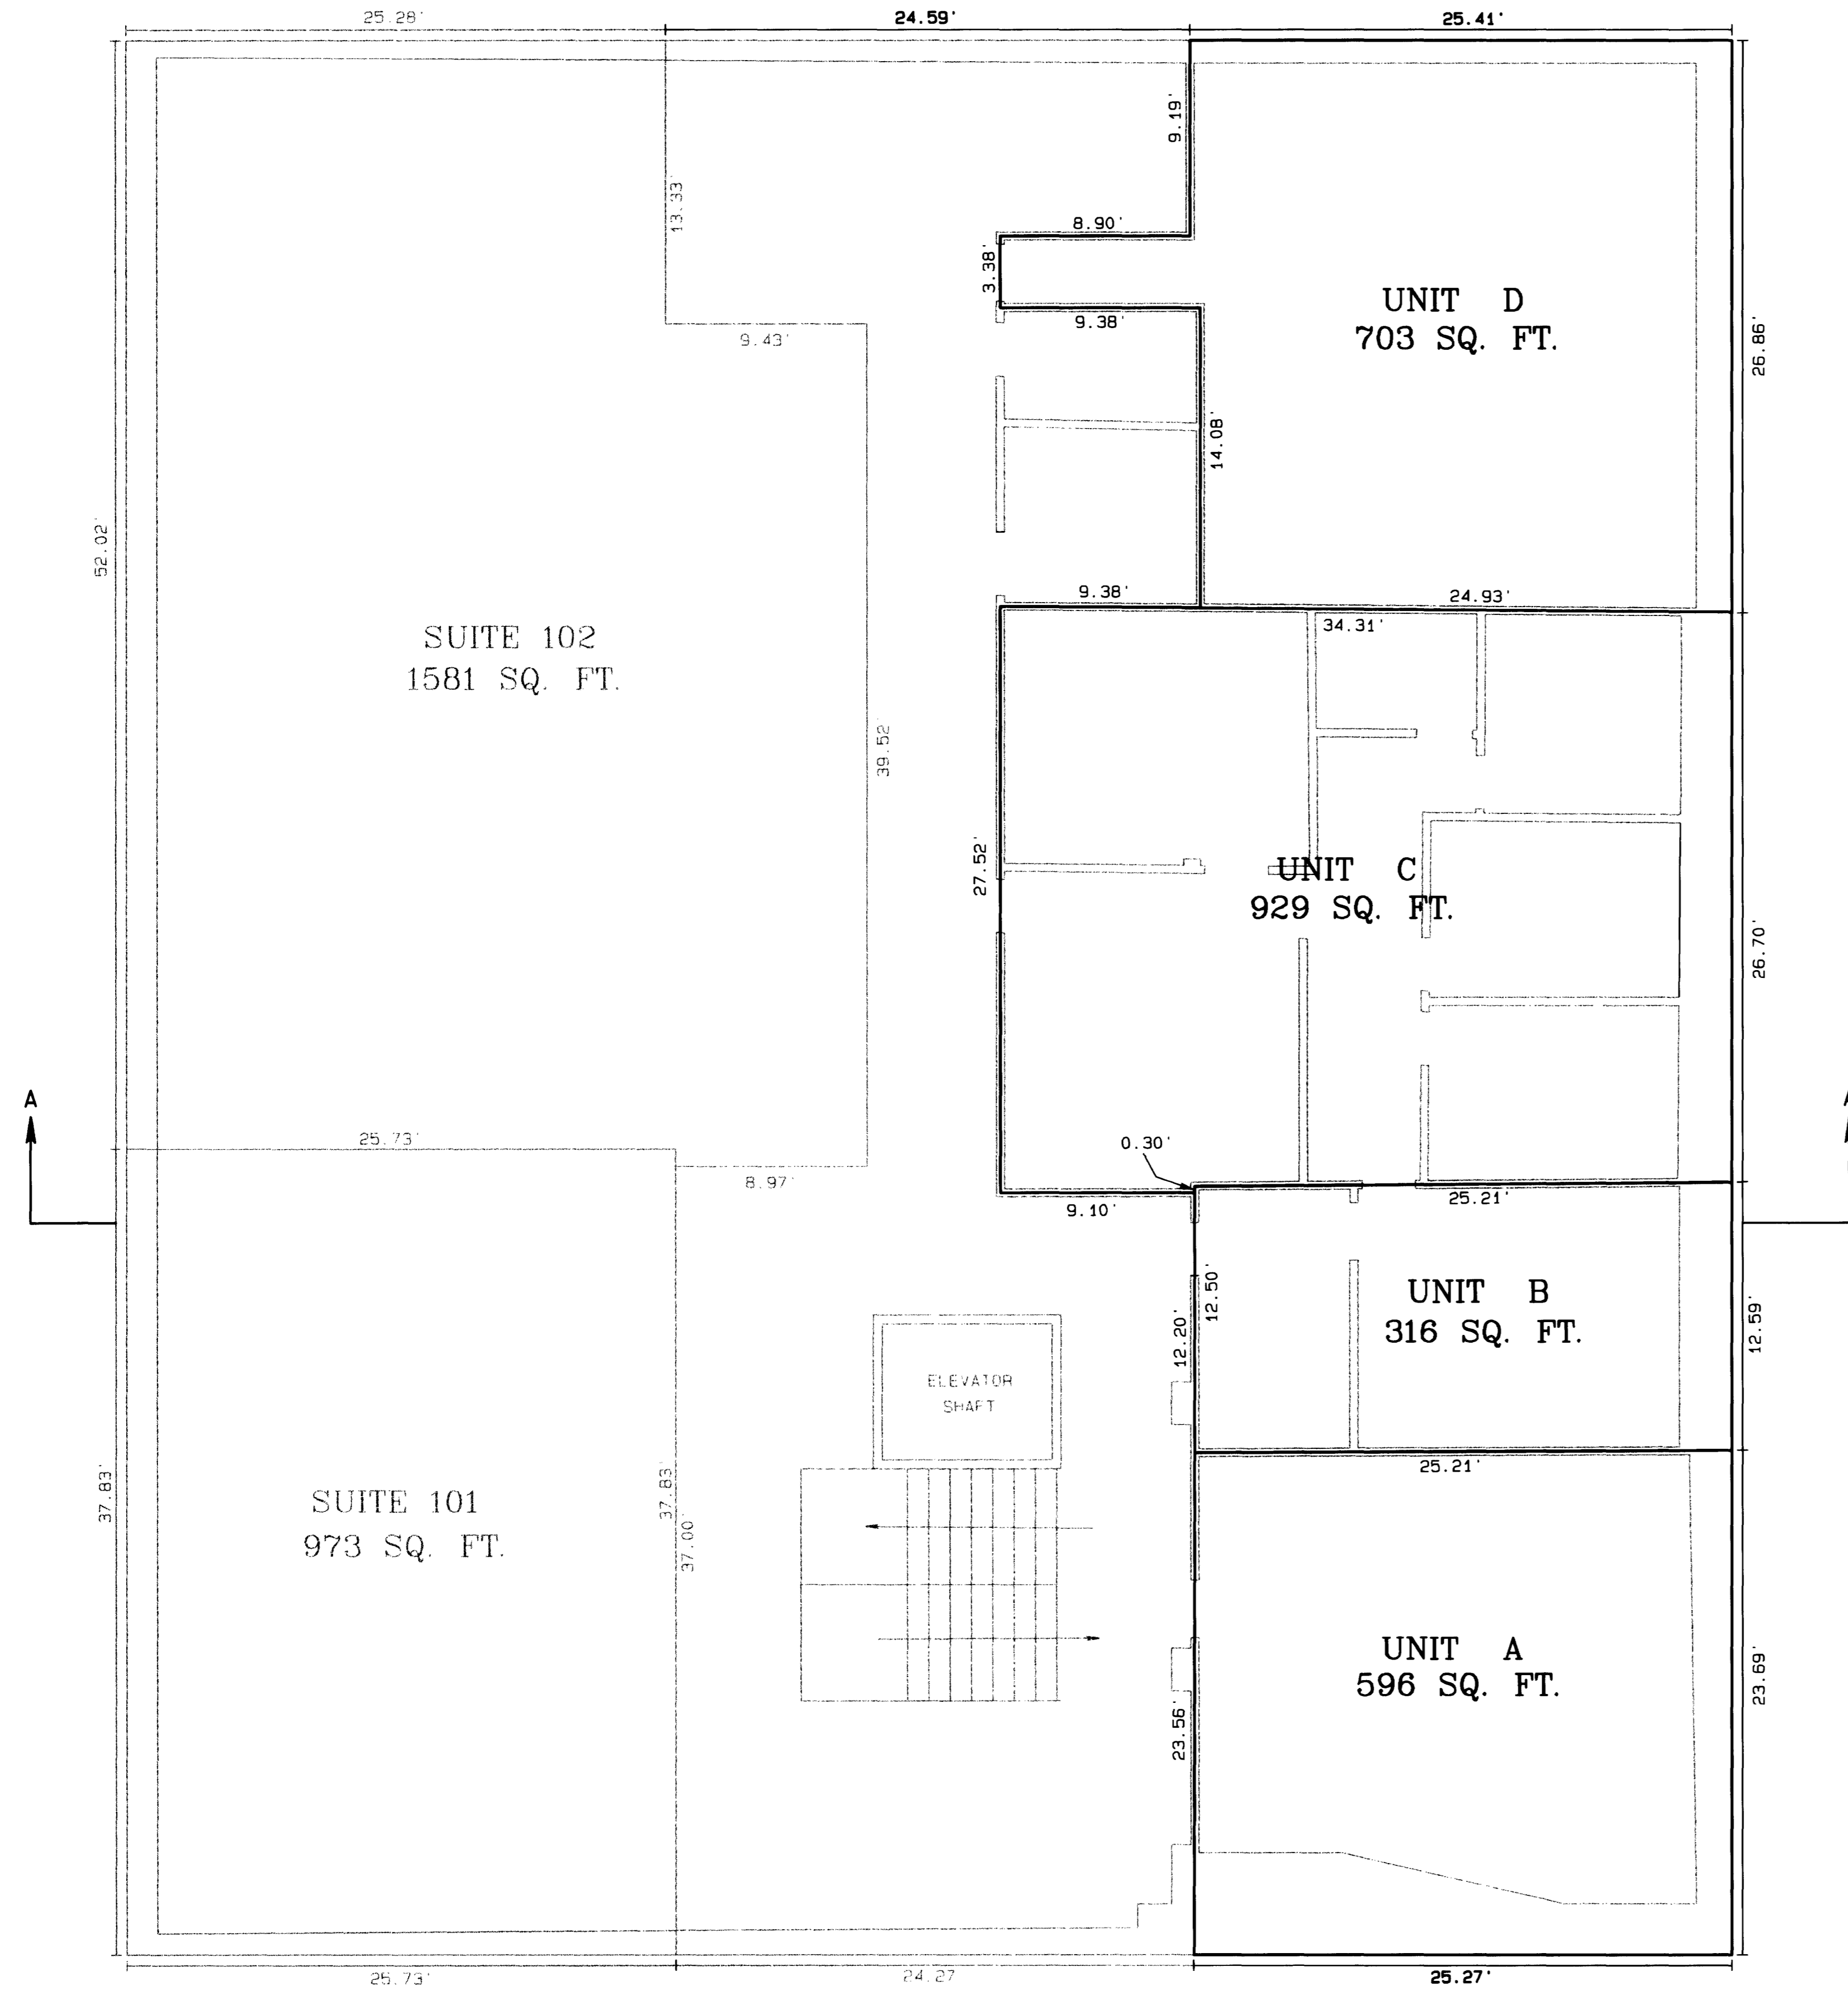 25.28'
24.59'
25.41'
9.19'
13.33'
8.90'
3.38'
9.38'
9.43'
UNIT D
703 SQ. FT.
26.86'
14.08'
52.02'
9.38'
24.93'
34.31'
SUITE 102
1581 SQ. FT.
39.52'
27.52'
UNIT C
929 SQ. FT.
26.70'
A
25.73'
0.30'
8.97'
9.10'
25.21'
12.50'
12.20'
UNIT B
316 SQ. FT.
12.59'
ELEVATOR
SHAFT
25.21'
37.83'
SUITE 101
973 SQ. FT.
37.83'
37.00'
UNIT A
596 SQ. FT.
23.69'
23.56'
25.73'
24.27'
25.27'